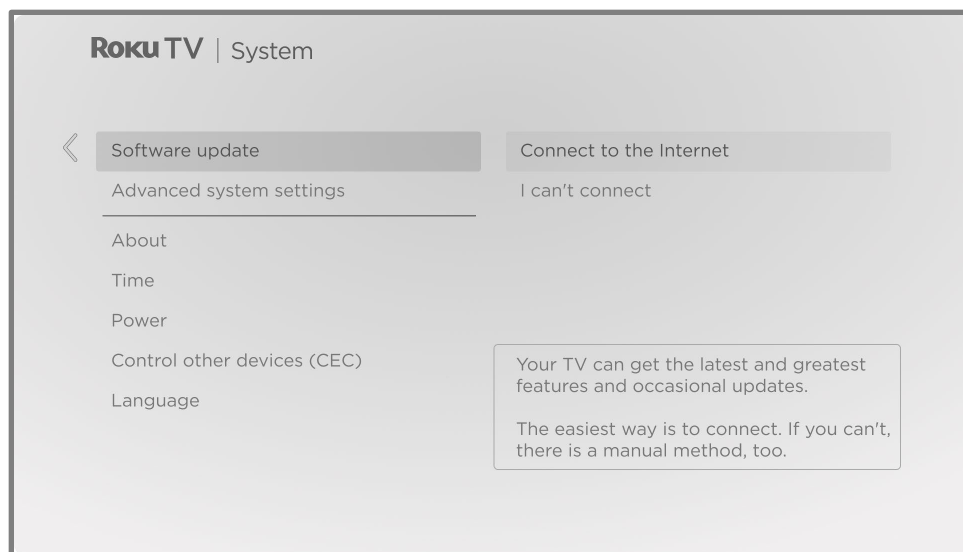 Roku TV | System
Software update
Advanced system settings
About
Time
Power
Control other devices (CEC)
Language
Connect to the Internet
I can't connect
Your TV can get the latest and greatest
features and occasional updates.
The easiest way is to connect. If you can't,
there is a manual method, too.